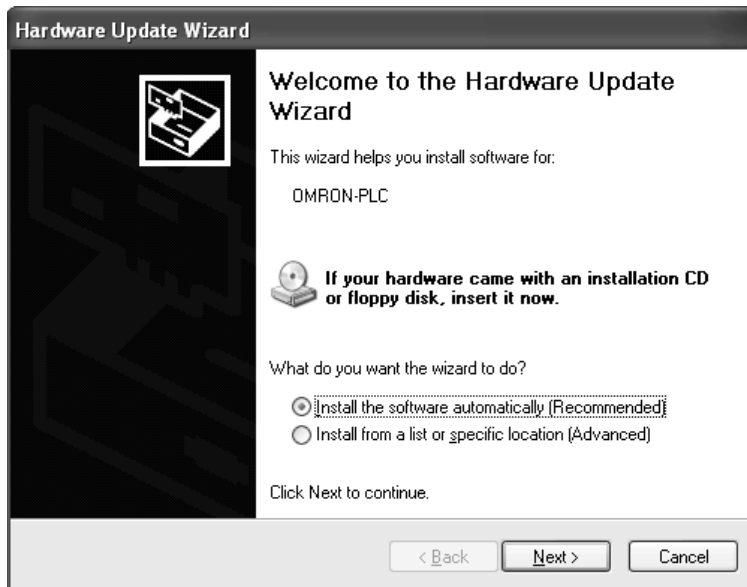 Hardware Update Wizard
Welcome to the Hardware Update
Wizard
This wizard helps you install software for:
OMRON-PLC
If your hardware came with an installation CD
or floppy disk, insert it now.
What do you want the wizard to do?
Install the software automatically (Recommended)
Install from a list or specific location (Advanced)
Click Next to continue.
< Back
Next >
Cancel